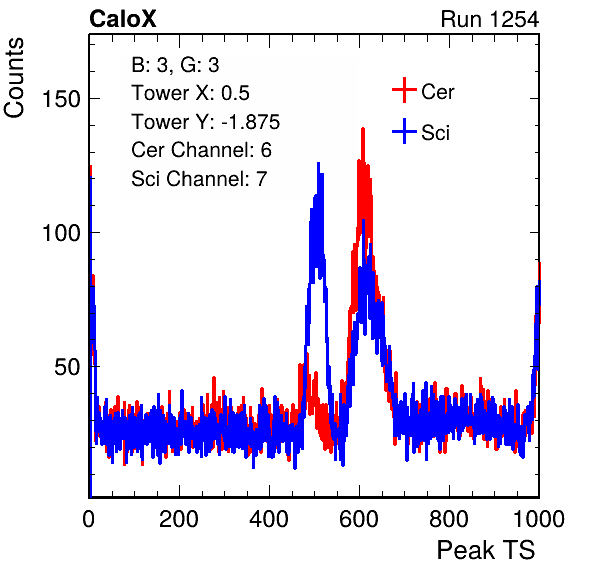 CaloX Run 1254
Counts
B: 3, G: 3
Tower X: 0.5
Tower Y: -1.875
Cer Channel: 6
Sci Channel: 7
Cer
Sci
150
100
50
0 200 400 600 800 1000
Peak TS